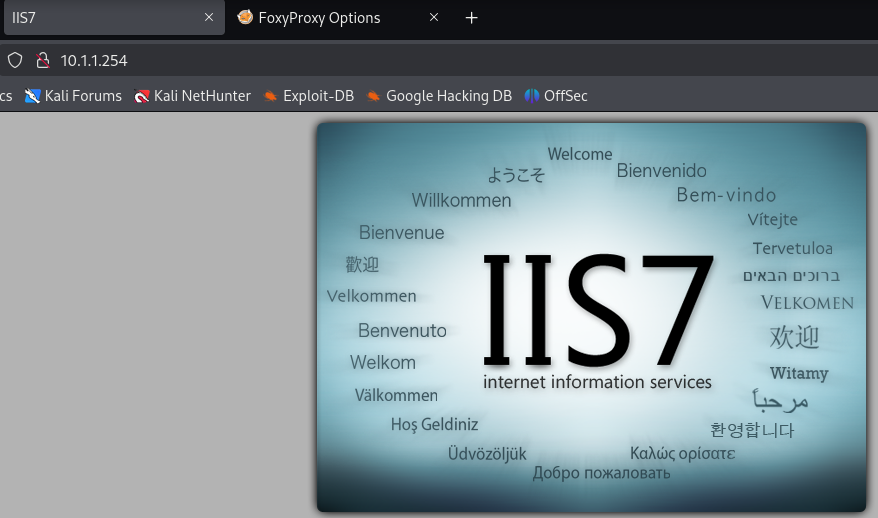 IIS7
FoxyProxy Options
10.1.1.254
cs Kali Forums Kali NetHunter Exploit-DB Google Hacking DB OffSec
Welcome
ようこそ
Bienvenido
Willkommen
Bem-vindo
Vítejte
Bienvenue
Tervetuloa
歡迎
ברוכים הבאים
Velkommen
VELKOMEN
IIS7
internet information services
Benvenuto
欢迎
Welkom
Witamy
Välkommen
مرحباً
Hoş Geldiniz
환영합니다
Üdvözöljük
Καλώς ορίσατε
Добро пожаловать